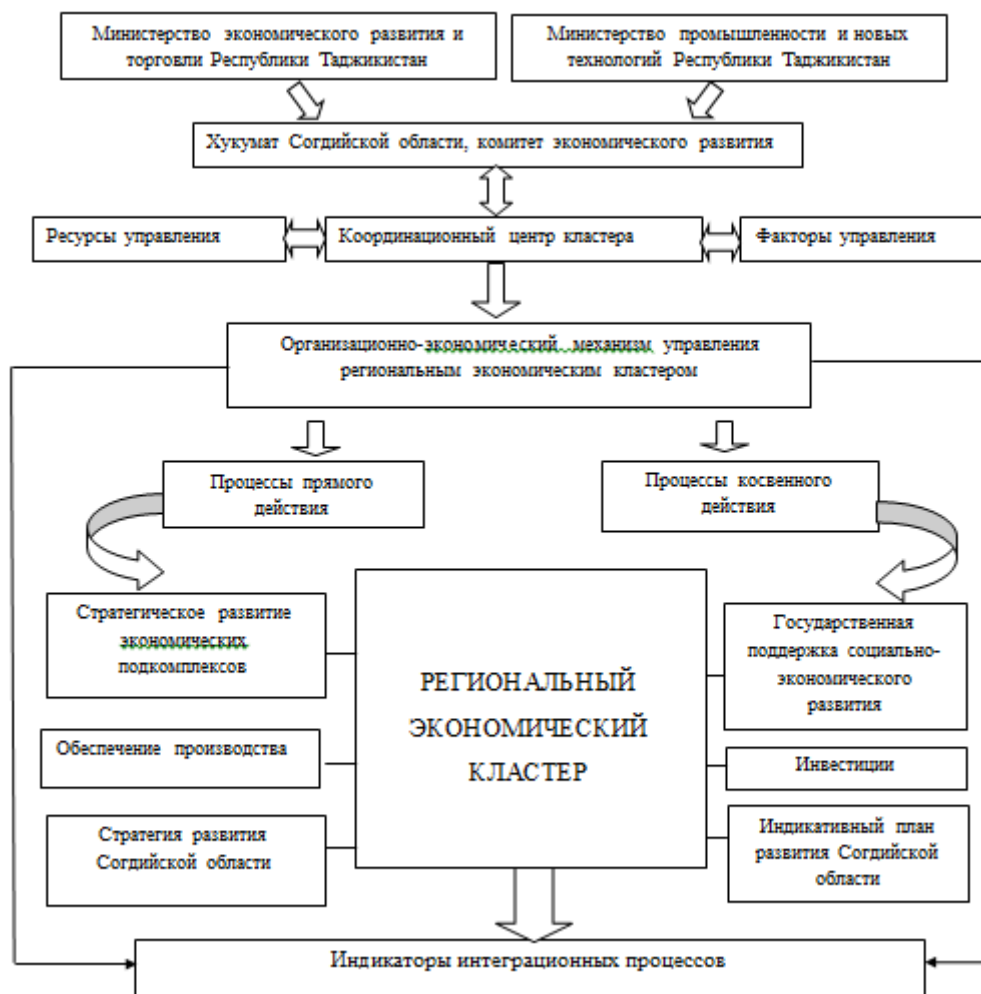 Министерство экономического развития и
торговли Республики Таджикистан
Министерство промышленности и новых
технологий Республики Таджикистан
Хукумат Согдийской области, комитет экономического развития
Ресурсы управления
Координационный центр кластера
Факторы управления
Организационно-экономический механизм управления
региональным экономическим кластером
Процессы прямого
действия
Процессы косвенного
действия
Стратегическое развитие
экономических
подкомплексов
Обеспечение производства
Стратегия развития
Согдийской области
РЕГИОНАЛЬНЫЙ
ЭКОНОМИЧЕСКИЙ
КЛАСТЕР
Государственная
поддержка социально-
экономического
развития
Инвестиции
Индикативный план
развития Согдийской
области
Индикаторы интеграционных процессов